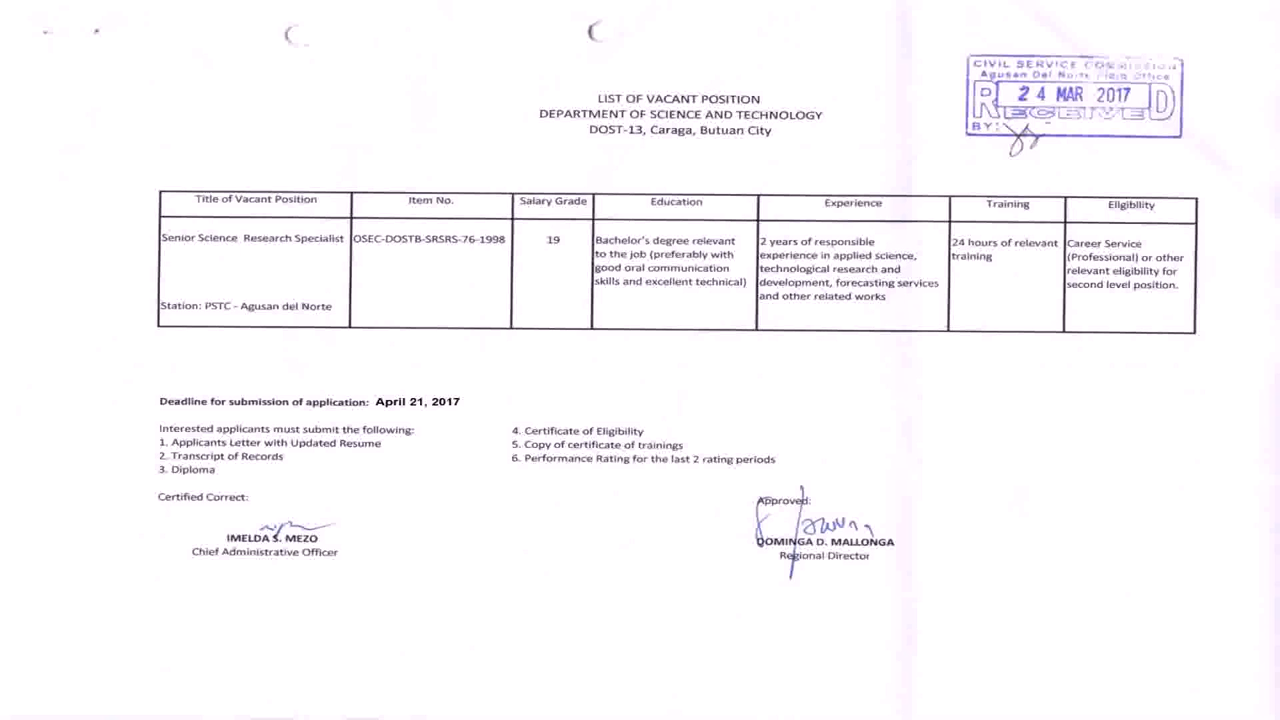 CIVIL SERVICE COMMISSION
Agusan Del Norte Field Office
RECEIVED
24 MAR 2017
BY:
LIST OF VACANT POSITION
DEPARTMENT OF SCIENCE AND TECHNOLOGY
DOST-13, Caraga, Butuan City
Title of Vacant Position Item No. Salary Grade Education Experience Training Eligibility
Senior Science Research Specialist OSEC-DOSTB-SRSRS-76-1998 19 Bachelor's degree relevant 2 years of responsible 24 hours of relevant Career Service
to the job (preferably with experience in applied science, training (Professional) or other
good oral communication technological research and relevant eligibility for
skills and excellent technical) development, forecasting services second level position.
Station: PSTC - Agusan del Norte and other related works
Deadline for submission of application: April 21, 2017
Interested applicants must submit the following:
1. Applicants Letter with Updated Resume
2. Transcript of Records
3. Diploma
4. Certificate of Eligibility
5. Copy of certificate of trainings
6. Performance Rating for the last 2 rating periods
Certified Correct:
IMELDA S. MEZO
Chief Administrative Officer
Approved:
DOMINGA D. MALLONGA
Regional Director